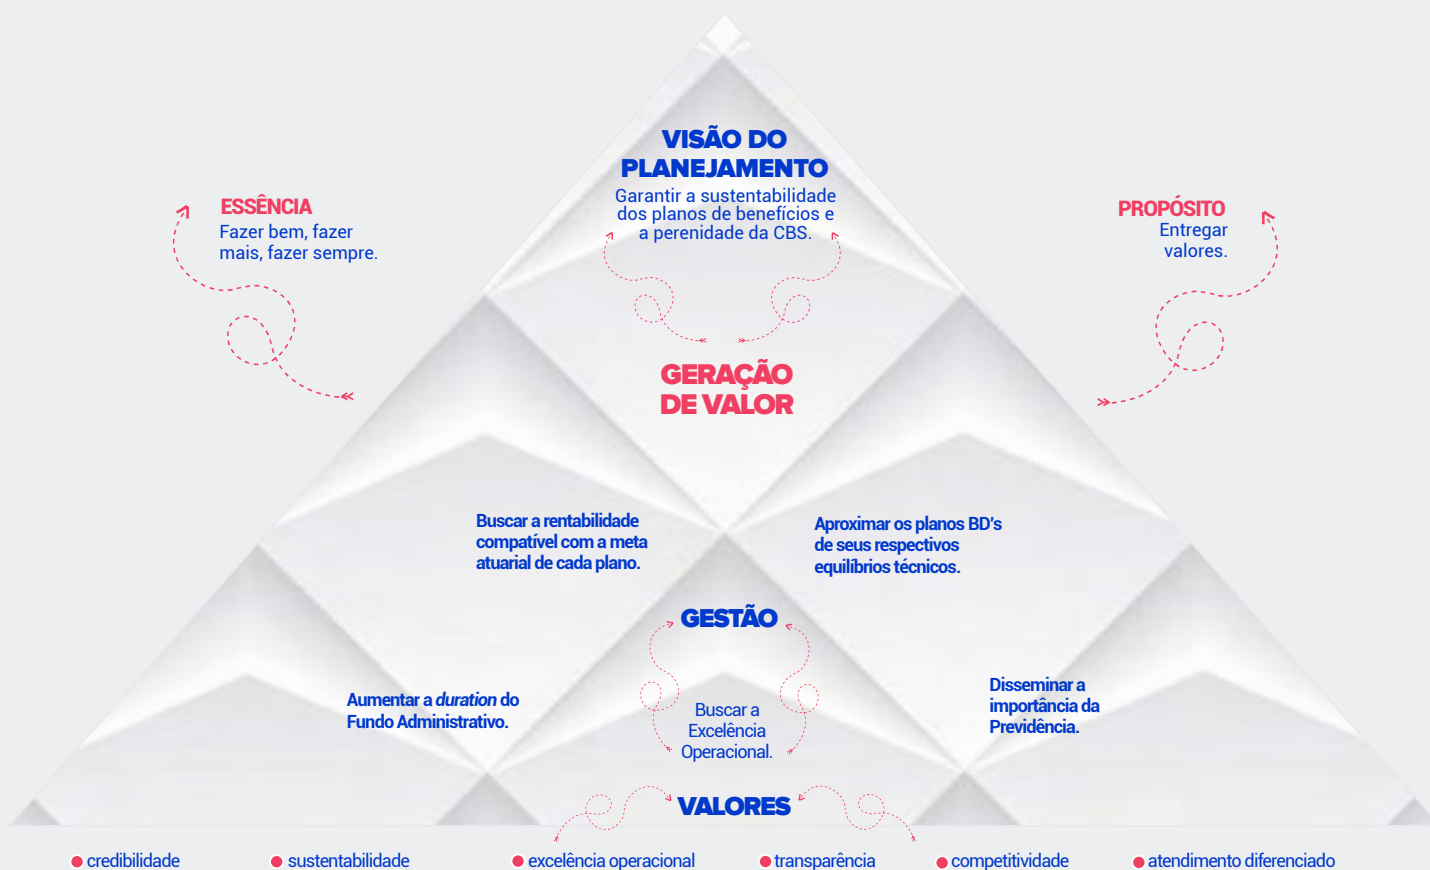 VISÃO DO
PLANEJAMENTO
Garantir a sustentabilidade
dos planos de benefícios e
a perenidade da CBS.
ESSÊNCIA
Fazer bem, fazer
mais, fazer sempre.
PROPÓSITO
Entregar
valores.
GERAÇÃO
DE VALOR
Buscar a rentabilidade
compatível com a meta
atuarial de cada plano.
Aproximar os planos BD's
de seus respectivos
equilíbrios técnicos.
GESTÃO
Aumentar a duration do
Fundo Administrativo.
Buscar a
Excelência
Operacional.
Disseminar a
importância da
Previdência.
VALORES
credibilidade
sustentabilidade
excelência operacional
transparência
competitividade
atendimento diferenciado